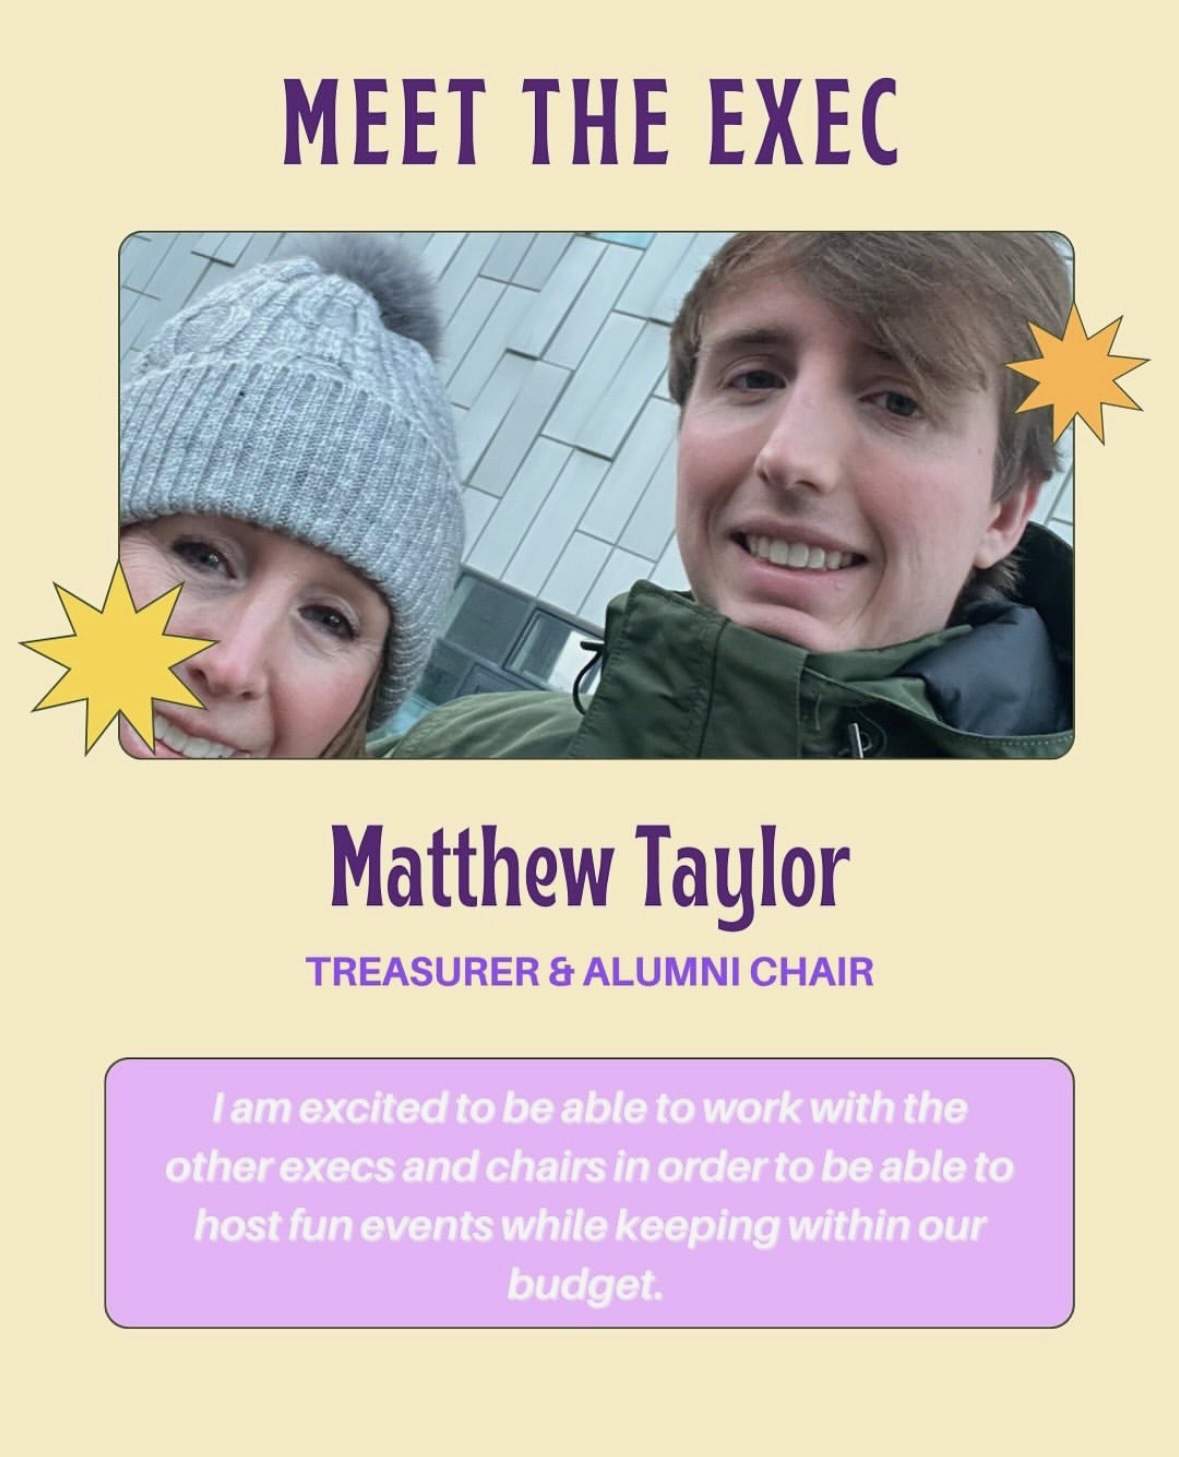 MEET THE EXEC
Matthew Taylor
TREASURER & ALUMNI CHAIR
I am excited to be able to work with the
other execs and chairs in order to be able to
host fun events while keeping within our
budget.